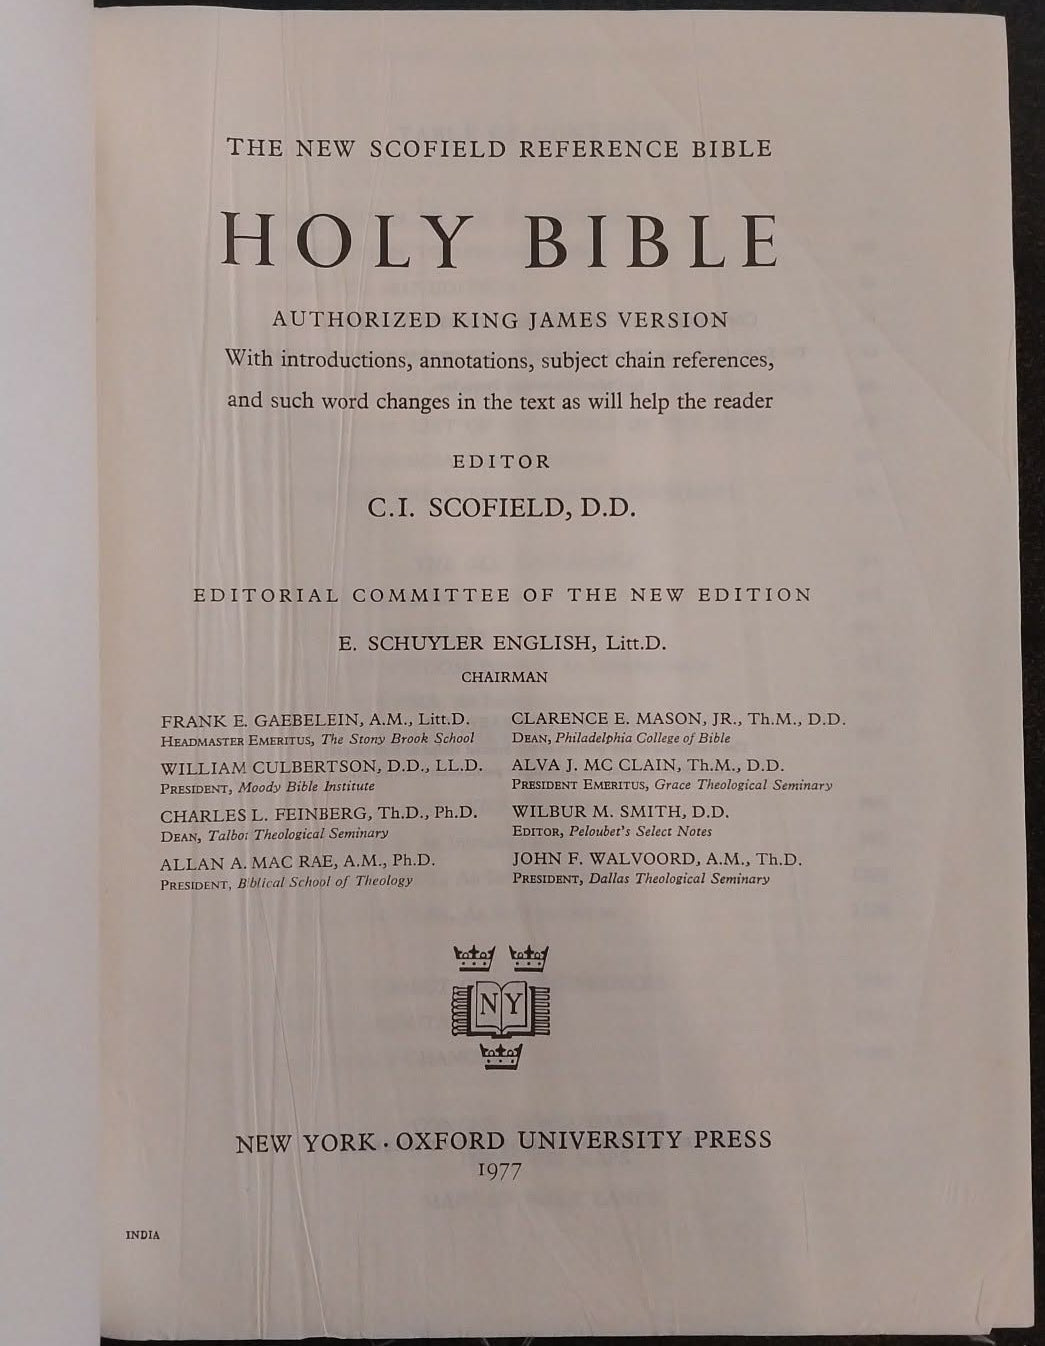 THE NEW SCOFIELD REFERENCE BIBLE
HOLY BIBLE
AUTHORIZED KING JAMES VERSION
With introductions, annotations, subject chain references,
and such word changes in the text as will help the reader
EDITOR
C.I. SCOFIELD, D.D.
EDITORIAL COMMITTEE OF THE NEW EDITION
E. SCHUYLER ENGLISH, Litt.D.
CHAIRMAN
FRANK E. GAEBELEIN, A.M., Litt.D.
HEADMASTER EMERITUS, The Stony Brook School
WILLIAM CULBERTSON, D.D., LL.D.
PRESIDENT, Moody Bible Institute
CHARLES L. FEINBERG, Th.D., Ph.D.
DEAN, Talbot Theological Seminary
ALLAN A. MAC RAE, A.M., Ph.D.
PRESIDENT, Biblical School of Theology
CLARENCE E. MASON, JR., Th.M., D.D.
DEAN, Philadelphia College of Bible
ALVA J. MC CLAIN, Th.M., D.D.
PRESIDENT EMERITUS, Grace Theological Seminary
WILBUR M. SMITH, D.D.
EDITOR, Peloubet's Select Notes
JOHN F. WALVOORD, A.M., Th.D.
PRESIDENT, Dallas Theological Seminary
NY
NEW YORK · OXFORD UNIVERSITY PRESS
1977
INDIA